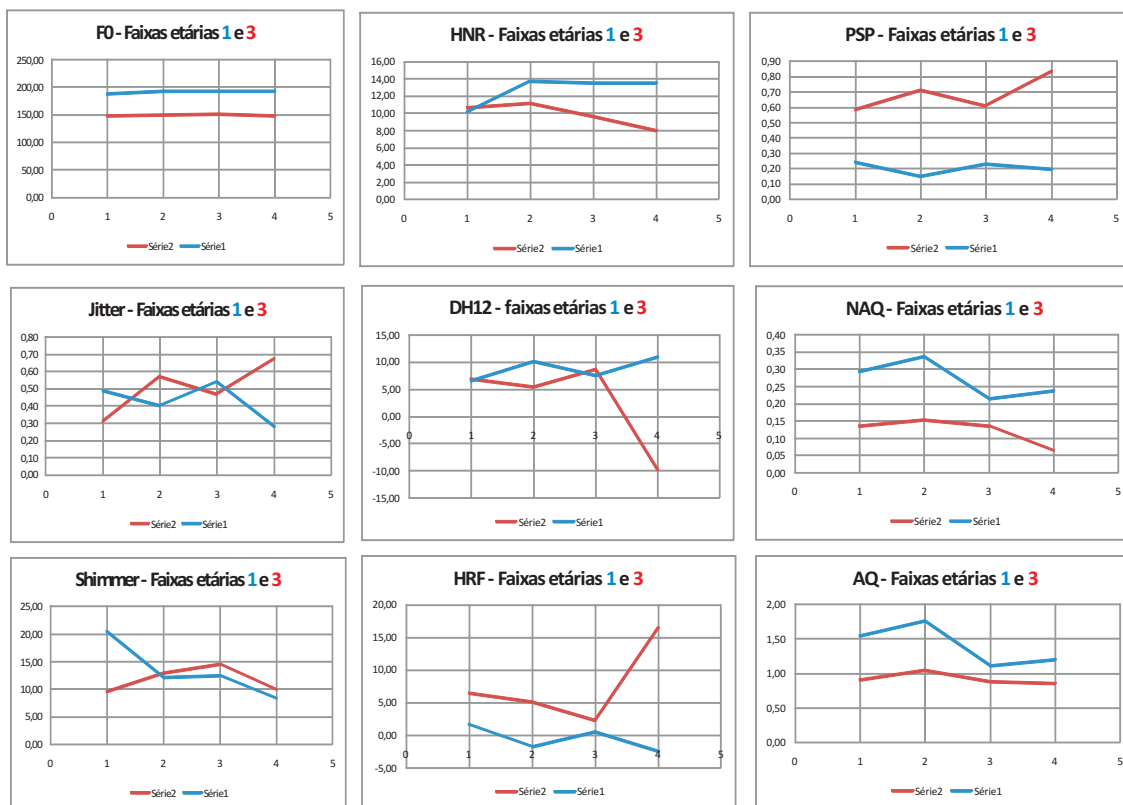 F0 - Faixas etárias 1 e 3
250,00
200,00
150,00
100,00
50,00
0,00
0 1 2 3 4 5
Série2 Série1
HNR - Faixas etárias 1 e 3
16,00
14,00
12,00
10,00
8,00
6,00
4,00
2,00
0,00
0 1 2 3 4 5
Série2 Série1
PSP - Faixas etárias 1 e 3
0,90
0,80
0,70
0,60
0,50
0,40
0,30
0,20
0,10
0,00
0 1 2 3 4 5
Série2 Série1
Jitter - Faixas etárias 1 e 3
0,80
0,70
0,60
0,50
0,40
0,30
0,20
0,10
0,00
0 1 2 3 4 5
Série2 Série1
DH12 - faixas etárias 1 e 3
15,00
10,00
5,00
0,00
-5,00
-10,00
-15,00
0 1 2 3 4 5
Série2 Série1
NAQ - Faixas etárias 1 e 3
0,40
0,35
0,30
0,25
0,20
0,15
0,10
0,05
0,00
0 1 2 3 4 5
Série2 Série1
Shimmer - Faixas etárias 1 e 3
25,00
20,00
15,00
10,00
5,00
0,00
0 1 2 3 4 5
Série2 Série1
HRF - Faixas etárias 1 e 3
20,00
15,00
10,00
5,00
0,00
-5,00
0 1 2 3 4 5
Série2 Série1
AQ - Faixas etárias 1 e 3
2,00
1,50
1,00
0,50
0,00
0 1 2 3 4 5
Série2 Série1